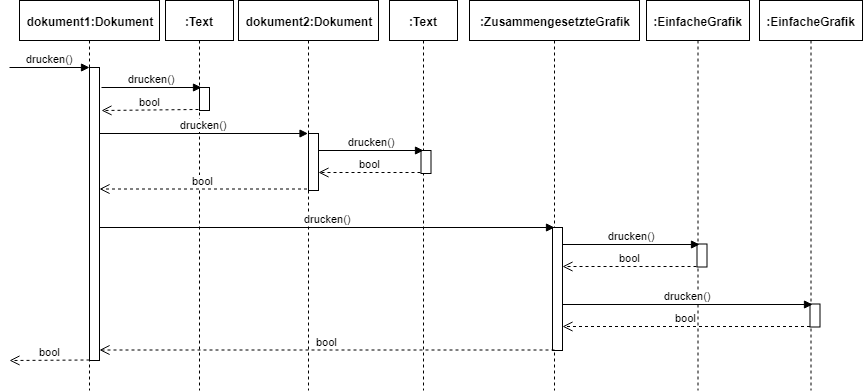 dokument1:Dokument
:Text
dokument2:Dokument
:Text
:ZusammengesetzteGrafik
:EinfacheGrafik
:EinfacheGrafik
drucken()
drucken()
bool
drucken()
drucken()
bool
bool
drucken()
drucken()
bool
drucken()
bool
bool
bool